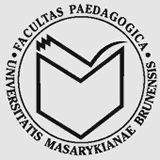 FACULTAS PAEDAGOGICA
UNIVERSITATIS MASARYKIANAE BRUNENSIS